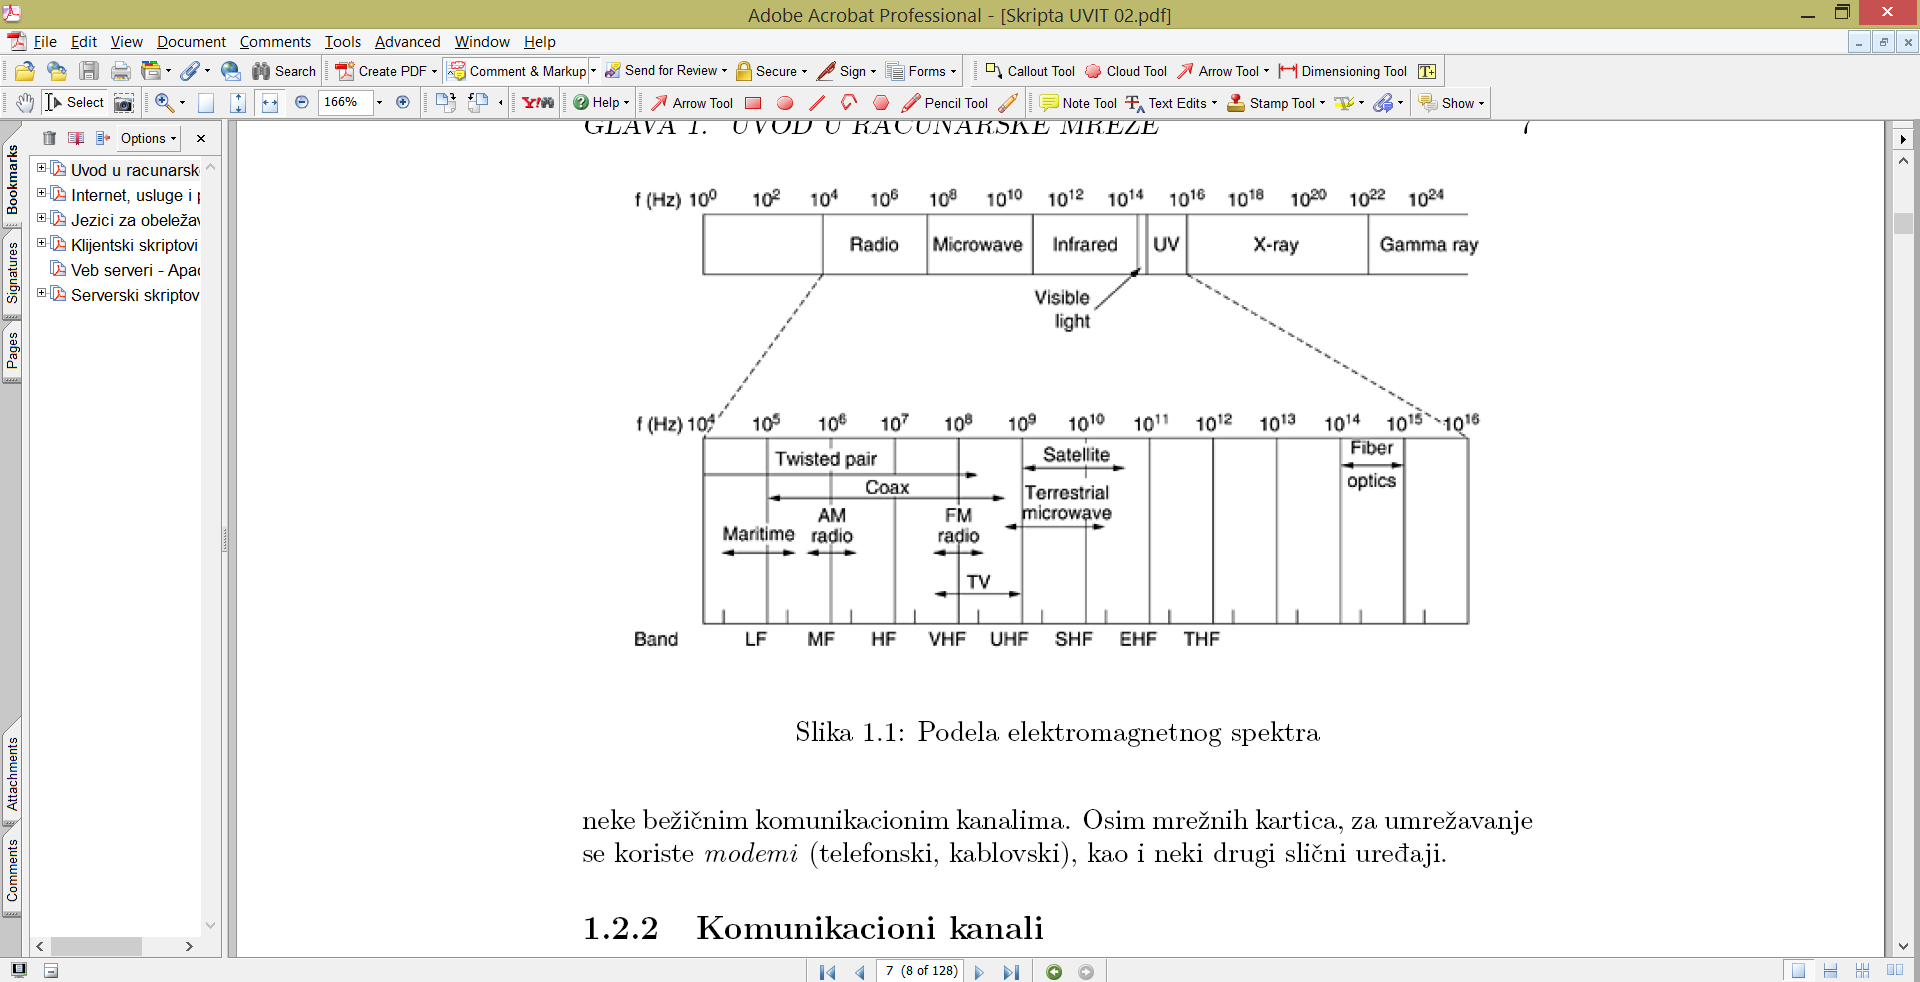 Adobe Acrobat Professional - [Skripta UVIT 02.pdf]
File Edit View Document Comments Tools Advanced Window Help
Search Create PDF Comment & Markup Send for Review Secure Sign Forms Callout Tool Cloud Tool Arrow Tool Dimensioning Tool
Select 166% Y! Help Arrow Tool Pencil Tool Note Tool Text Edits Stamp Tool Show
Options
Bookmarks
Signatures
Pages
Attachments
Comments
Uvod u racunarsk
Internet, usluge i p
Jezici za obeležav
Klijentski skriptovi
Veb serveri - Apac
Serverski skriptov
GLAVA 1. UVOD U RAČUNARSKE MREŽE 7
f (Hz) 10⁰ 10² 10⁴ 10⁶ 10⁸ 10¹⁰ 10¹² 10¹⁴ 10¹⁶ 10¹⁸ 10²⁰ 10²² 10²⁴
Radio Microwave Infrared UV X-ray Gamma ray
Visible
light
f (Hz) 10⁴ 10⁵ 10⁶ 10⁷ 10⁸ 10⁹ 10¹⁰ 10¹¹ 10¹² 10¹³ 10¹⁴ 10¹⁵ 10¹⁶
Twisted pair
Coax
Satellite
Fiber
optics
Terrestrial
microwave
AM
radio
FM
radio
Maritime
TV
Band LF MF HF VHF UHF SHF EHF THF
Slika 1.1: Podela elektromagnetnog spektra
neke bežičnim komunikacionim kanalima. Osim mrežnih kartica, za umrežavanje
se koriste modemi (telefonski, kablovski), kao i neki drugi slični uređaji.
1.2.2 Komunikacioni kanali
7 (8 of 128)